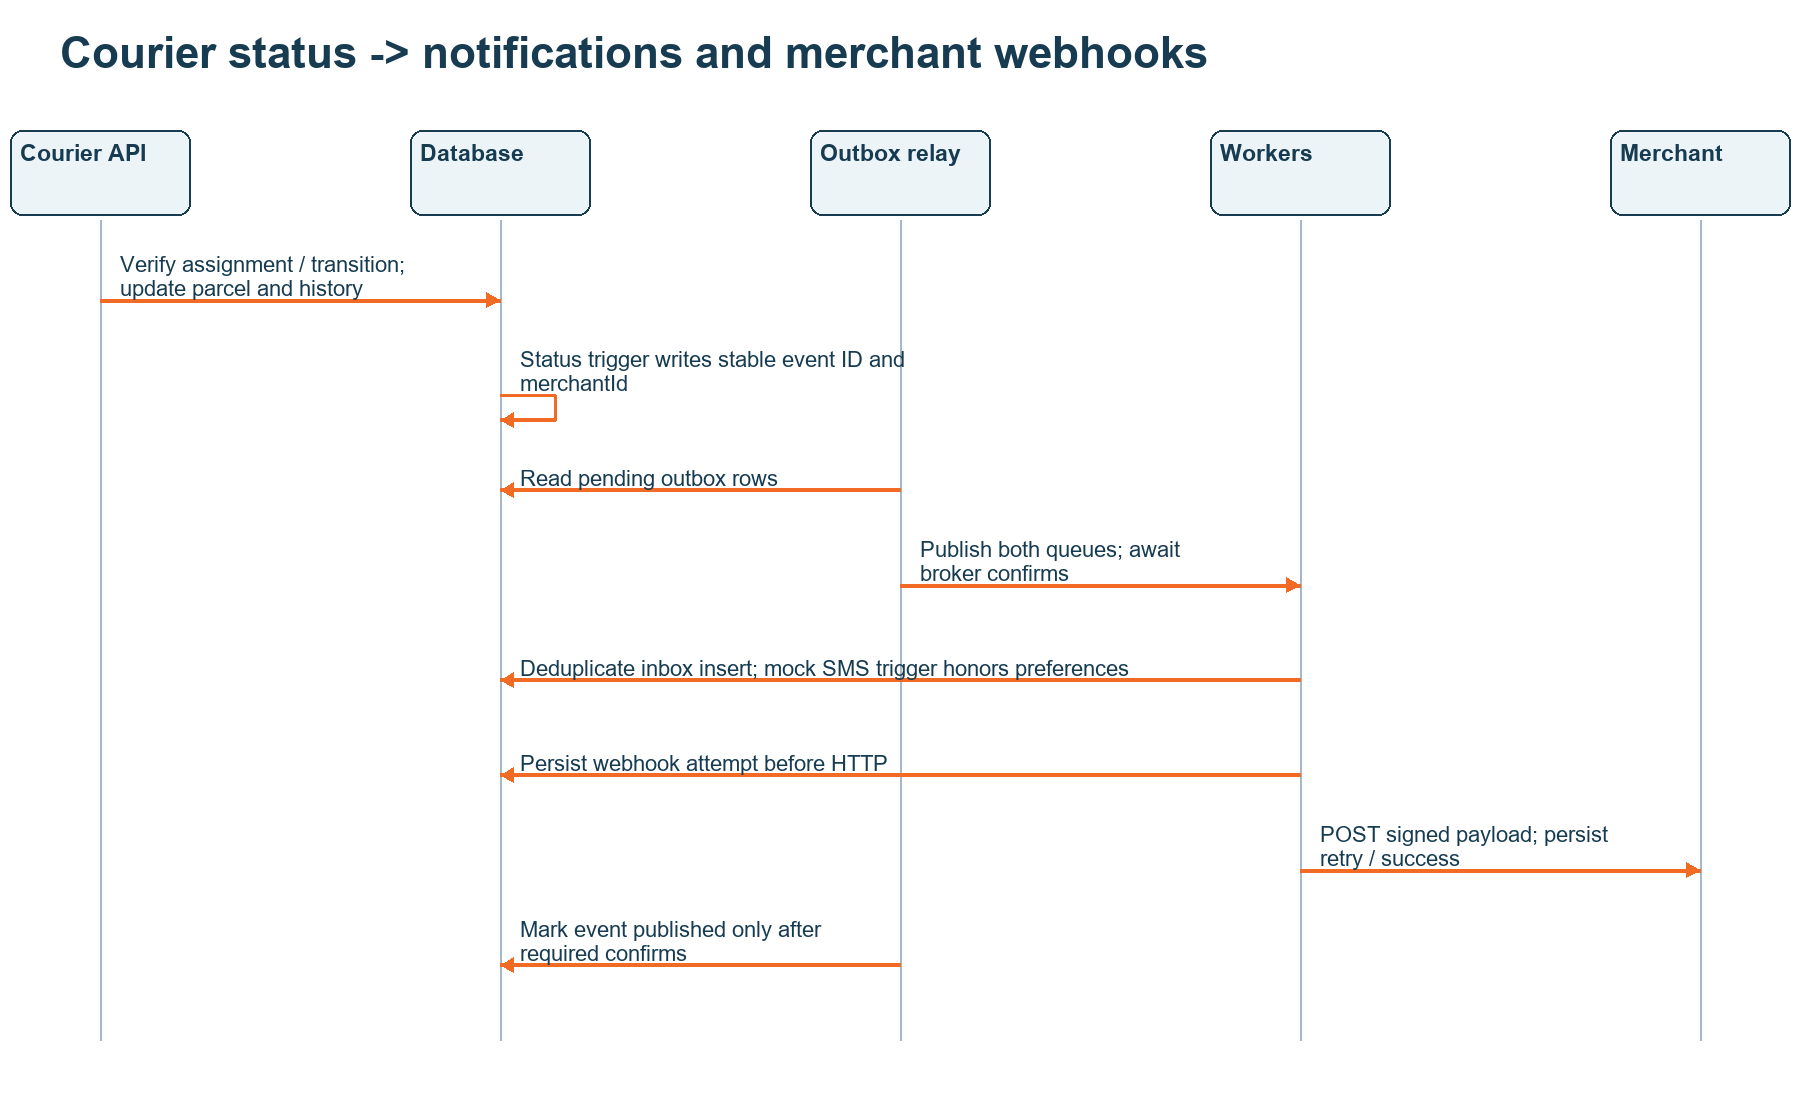 Courier status -> notifications and merchant webhooks
Courier API
Database
Outbox relay
Workers
Merchant
Verify assignment / transition;
update parcel and history
Status trigger writes stable event ID and
merchantId
Read pending outbox rows
Publish both queues; await
broker confirms
Deduplicate inbox insert; mock SMS trigger honors preferences
Persist webhook attempt before HTTP
POST signed payload; persist
retry / success
Mark event published only after
required confirms